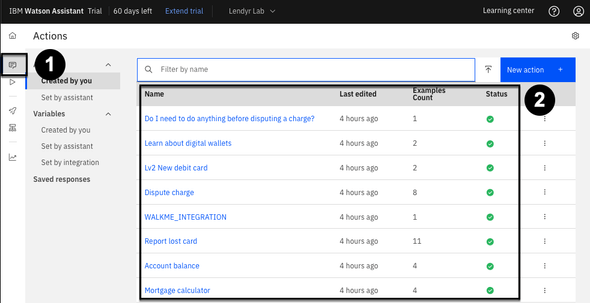 IBM Watson Assistant Trial 60 days left Extend trial Lendyr Lab Learning center
Actions
1
Created by you
Set by assistant
Variables
Created by you
Set by assistant
Set by integration
Saved responses
Filter by name
New action +
2
Name Last edited Examples Count Status
Do I need to do anything before disputing a charge? 4 hours ago 1
Learn about digital wallets 4 hours ago 2
Lv2 New debit card 4 hours ago 2
Dispute charge 4 hours ago 8
WALKME_INTEGRATION 4 hours ago 1
Report lost card 4 hours ago 11
Account balance 4 hours ago 4
Mortgage calculator 4 hours ago 4